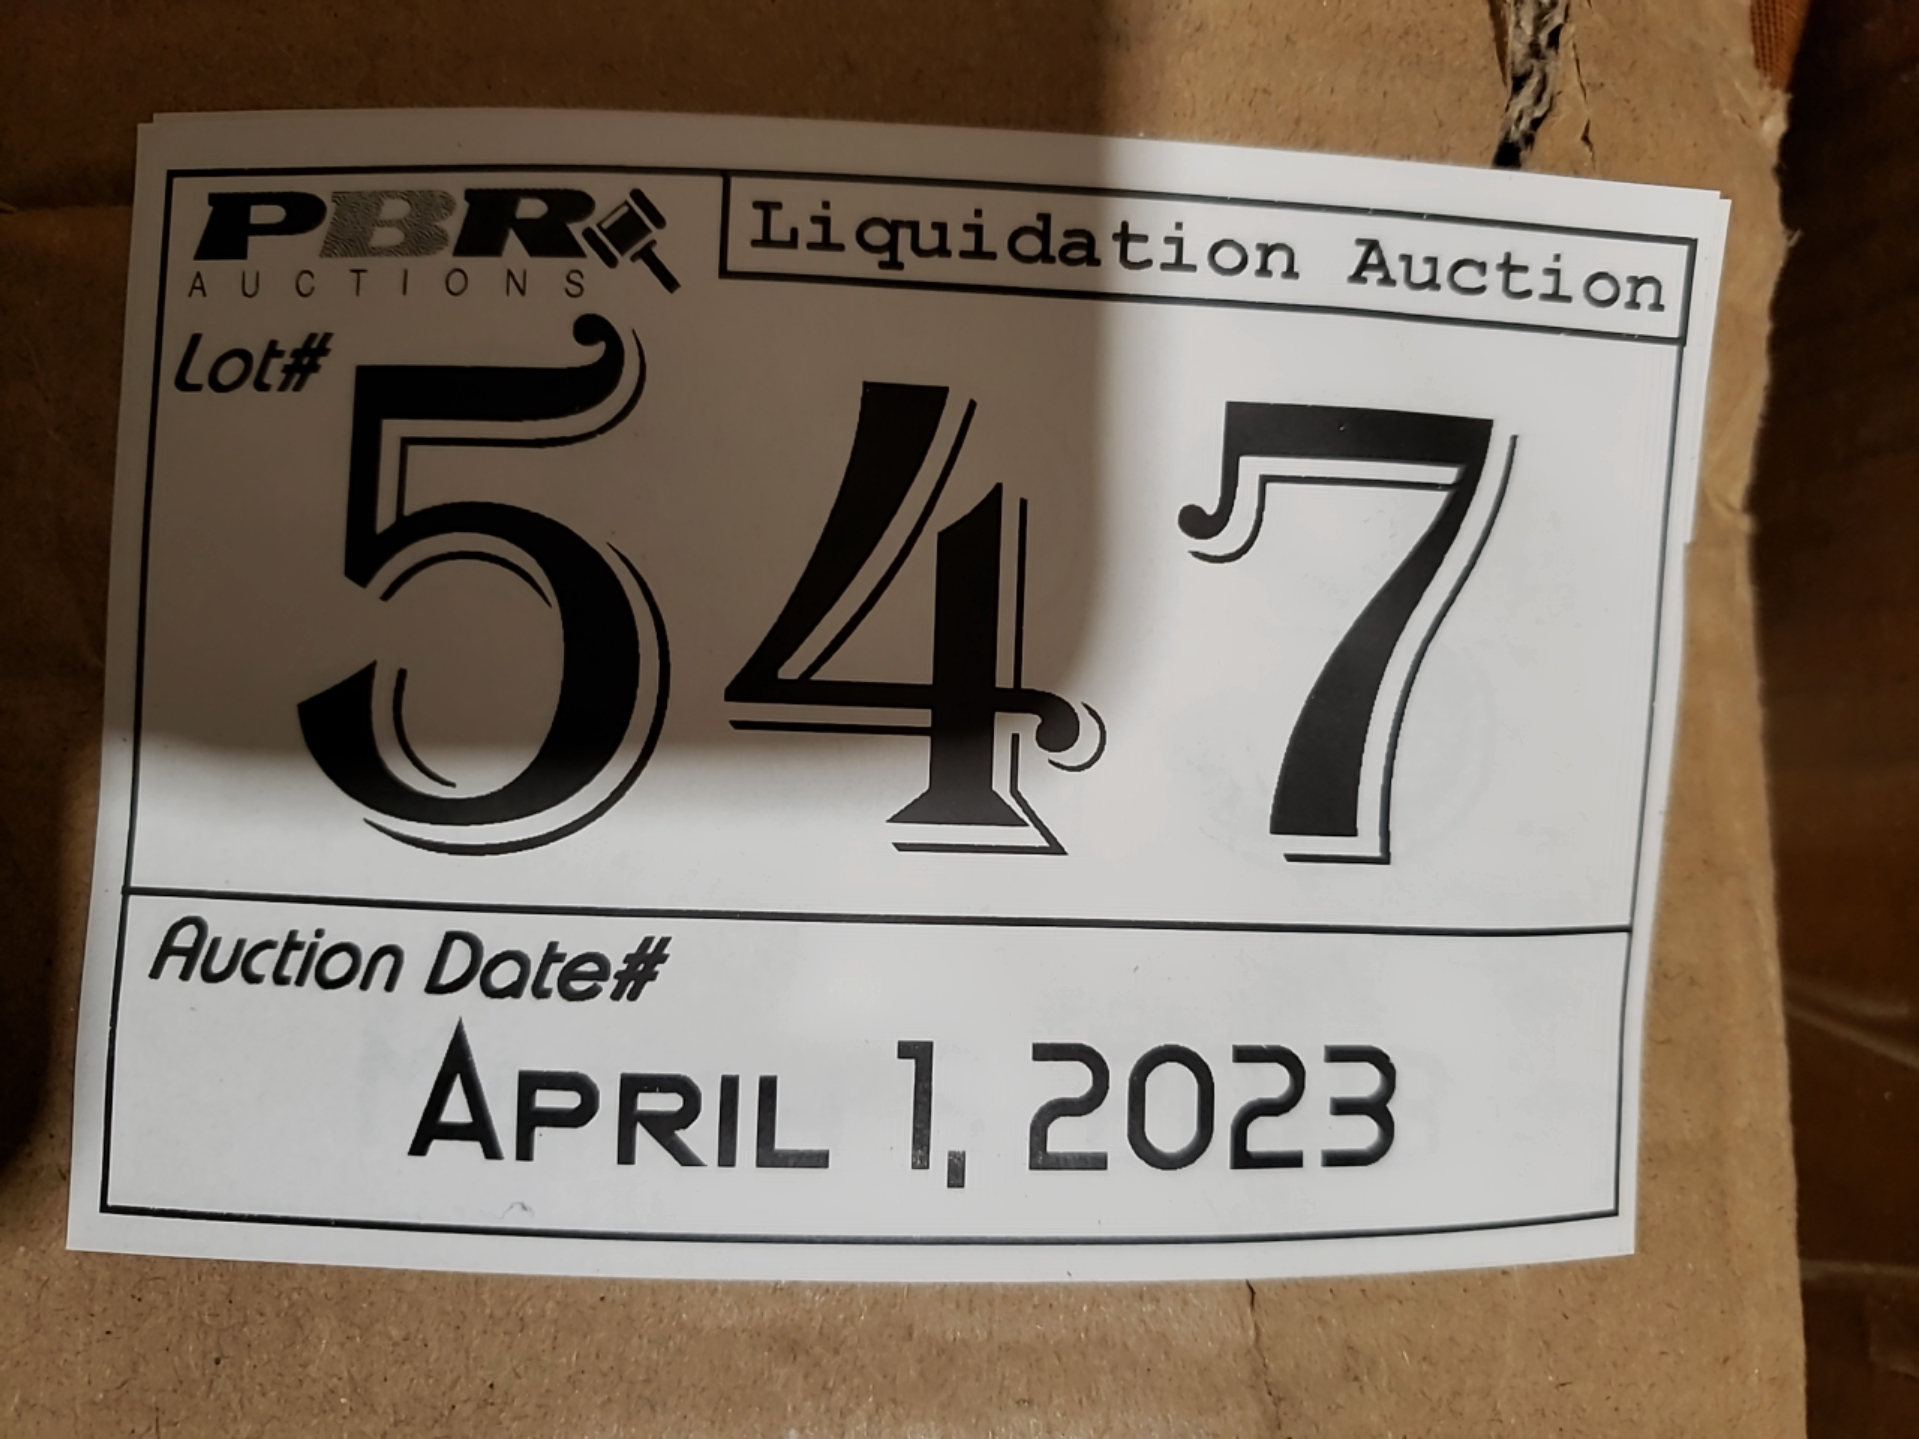 PBR
AUCTIONS
Liquidation Auction
Lot#
547
Auction Date#
APRIL 1, 2023